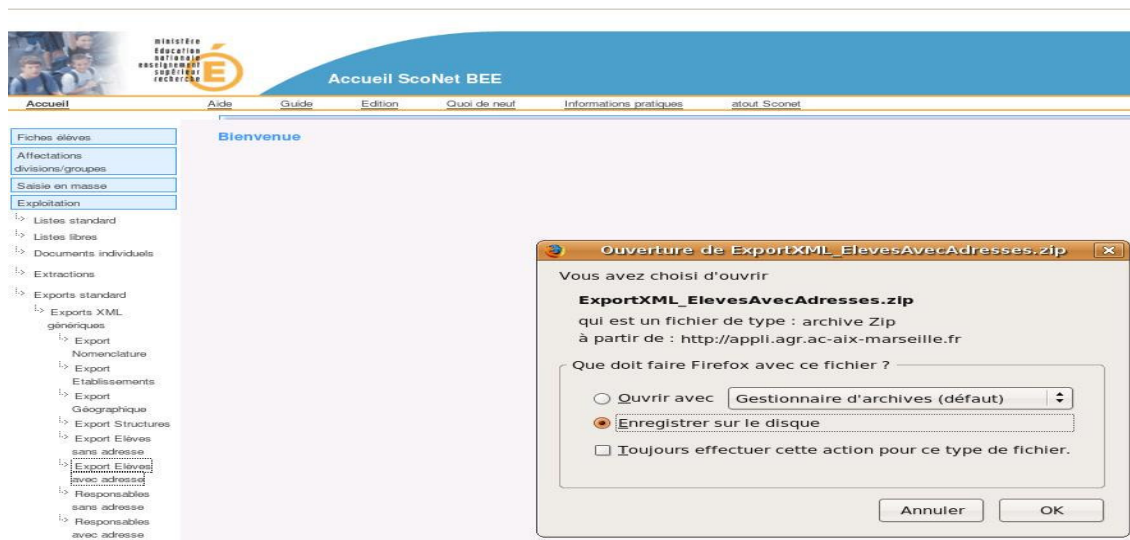 ministère
éducation
nationale
enseignement
supérieur
recherche
É
Accueil ScoNet BEE
Accueil Aide Guide Edition Quoi de neuf Informations pratiques atout Sconet
Bienvenue
Fiches élèves
Affectations
divisions/groupes
Saisie en masse
Exploitation
Listes standard
Listes libres
Documents individuels
Extractions
Exports standard
Exports XML
génériques
Export
Nomenclature
Export
Etablissements
Export
Géographique
Export Structures
Export Elèves
sans adresse
Export Elèves
avec adresse
Responsables
sans adresse
Responsables
avec adresse
Ouverture de ExportXML_ElevesAvecAdresses.zip
Vous avez choisi d'ouvrir
ExportXML_ElevesAvecAdresses.zip
qui est un fichier de type : archive Zip
à partir de : http://appli.agr.ac-aix-marseille.fr
Que doit faire Firefox avec ce fichier ?
Ouvrir avec Gestionnaire d'archives (défaut)
Enregistrer sur le disque
Toujours effectuer cette action pour ce type de fichier.
Annuler OK